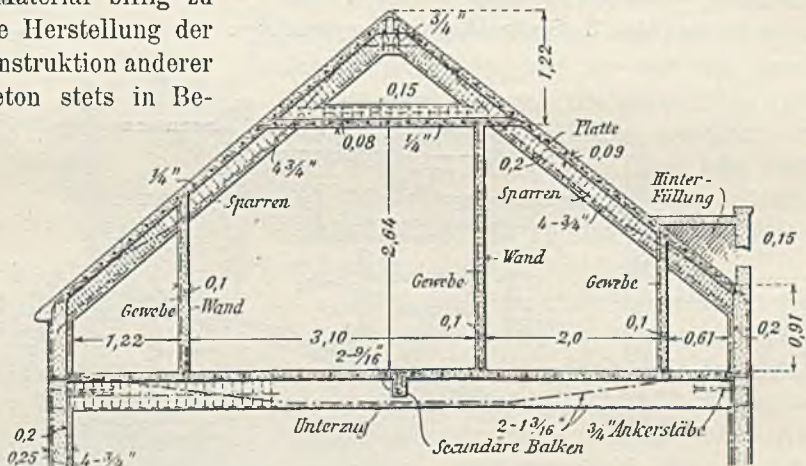 Material billig zu
e Herstellung der
nstruktion anderer
eton stets in Be-
3/4"
1,22
0,15
0,08
1/4"
Platte
0,2
0,09
4 3/4"
3/4"
Sparren
Sparren
4-3/4"
Hinter-
Füllung
0,15
2,64
0,1
Gewebe
Wand
Gewebe
Wand
Gewebe
0,1
0,1
0,2
0,91
1,22
3,10
2,0
0,61
2-9/16"
Unterzug
Secundäre Balken
2-1 3/16"
3/4" Ankerstäbe
0,2
0,25
4-3/4"